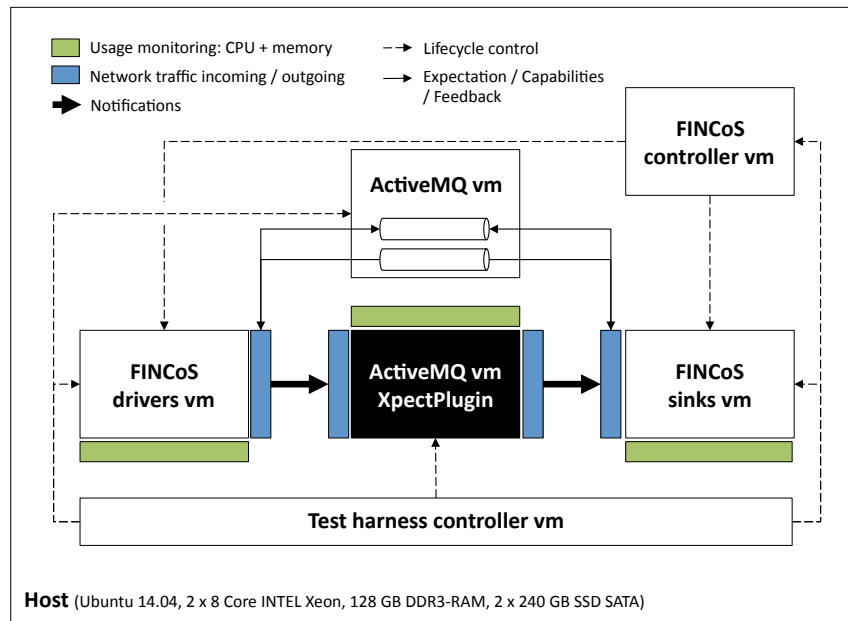 Usage monitoring: CPU + memory
Network traffic incoming / outgoing
Notifications
Lifecycle control
Expectation / Capabilities
/ Feedback
FINCoS
controller vm
ActiveMQ vm
FINCoS
drivers vm
ActiveMQ vm
XpectPlugin
FINCoS
sinks vm
Test harness controller vm
Host (Ubuntu 14.04, 2 x 8 Core INTEL Xeon, 128 GB DDR3-RAM, 2 x 240 GB SSD SATA)